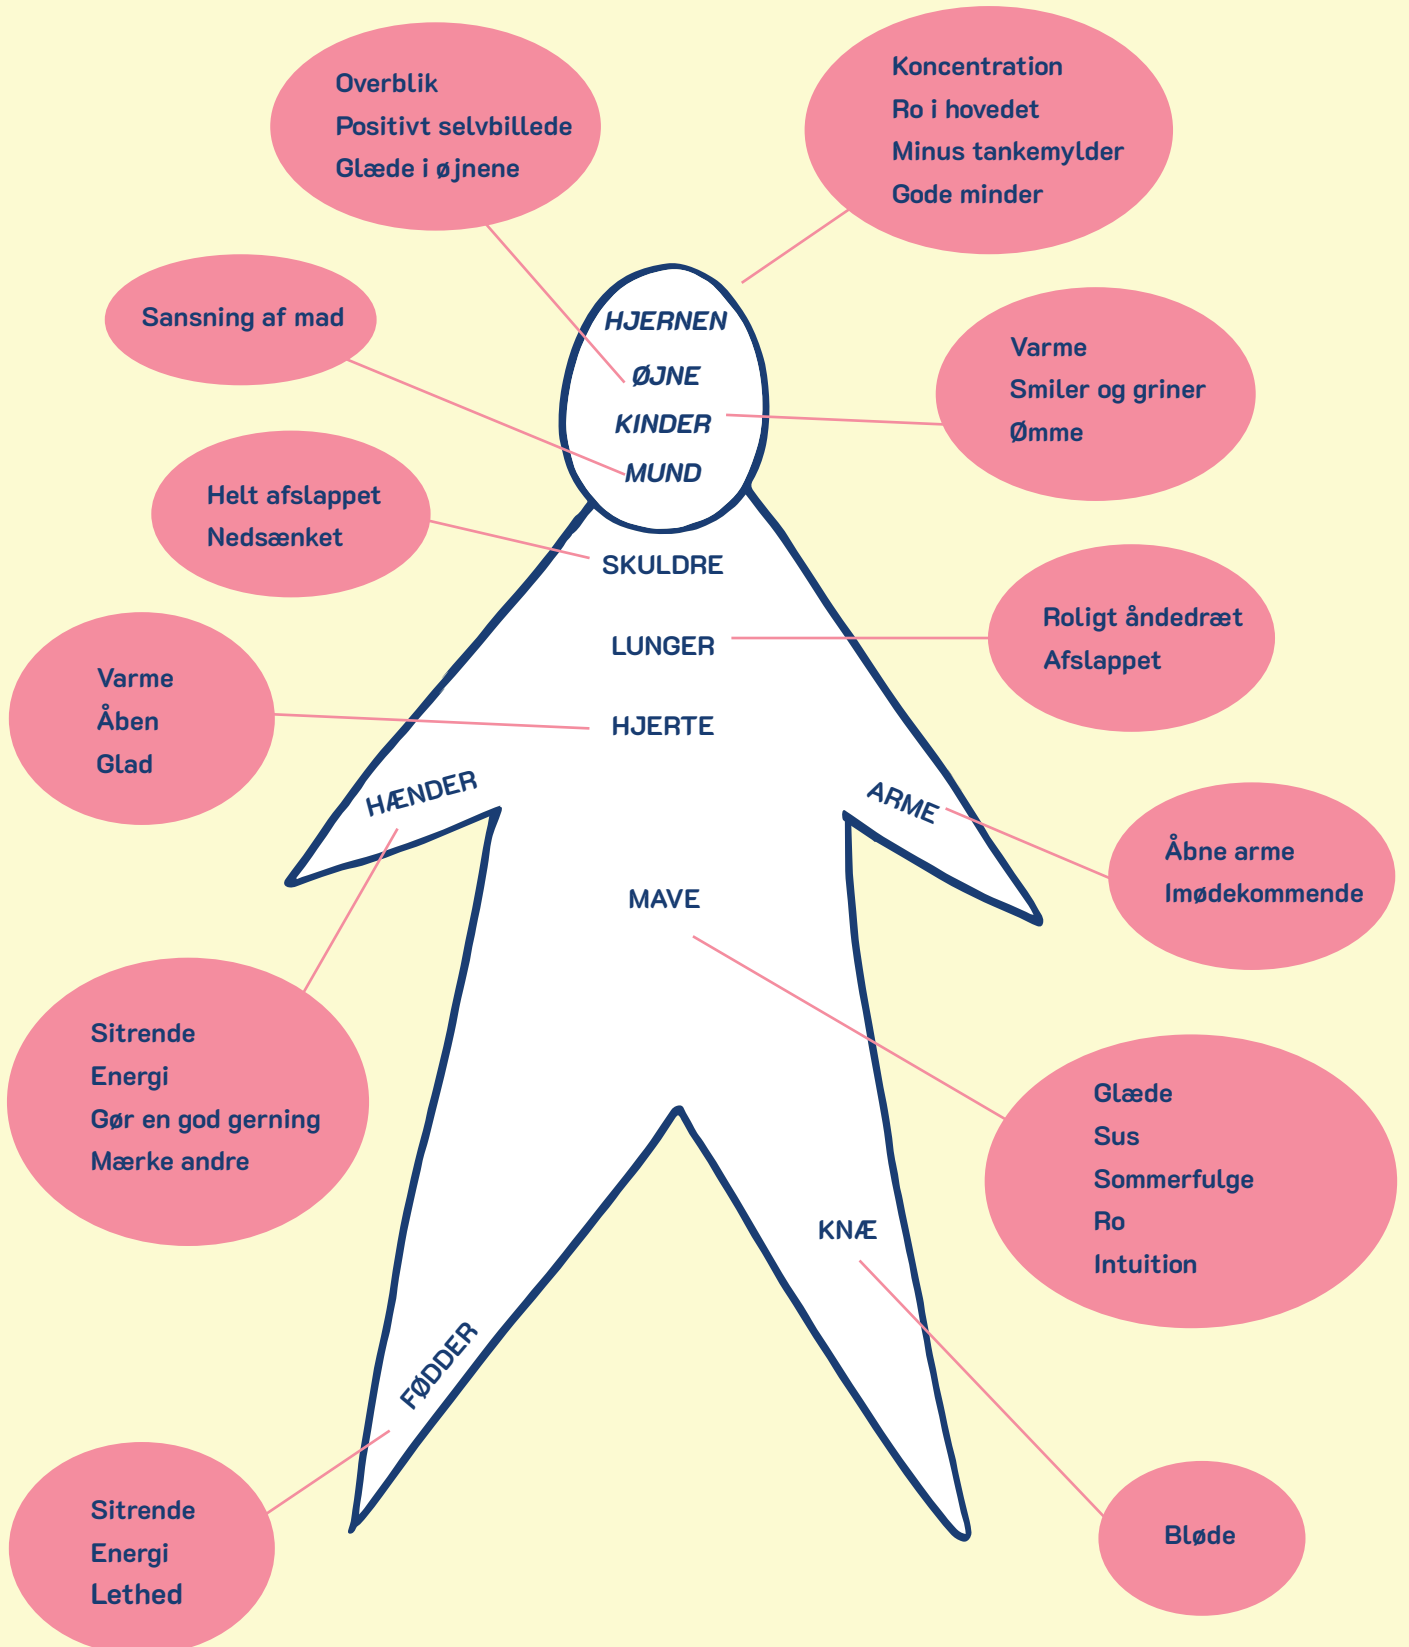 Overblik
Positivt selvbillede
Glæde i øjnene
Koncentration
Ro i hovedet
Minus tankemylder
Gode minder
Sansning af mad
HJERNEN
ØJNE
KINDER
MUND
Varme
Smiler og griner
Ømme
Helt afslappet
Nedsænket
SKULDRE
LUNGER
Roligt åndedræt
Afslappet
Varme
Åben
Glad
HJERTE
HÆNDER
ARME
Åbne arme
Imødekommende
MAVE
Sitrende
Energi
Gør en god gerning
Mærke andre
Glæde
Sus
Sommerfulge
Ro
Intuition
KNÆ
FØDDER
Sitrende
Energi
Lethed
Bløde